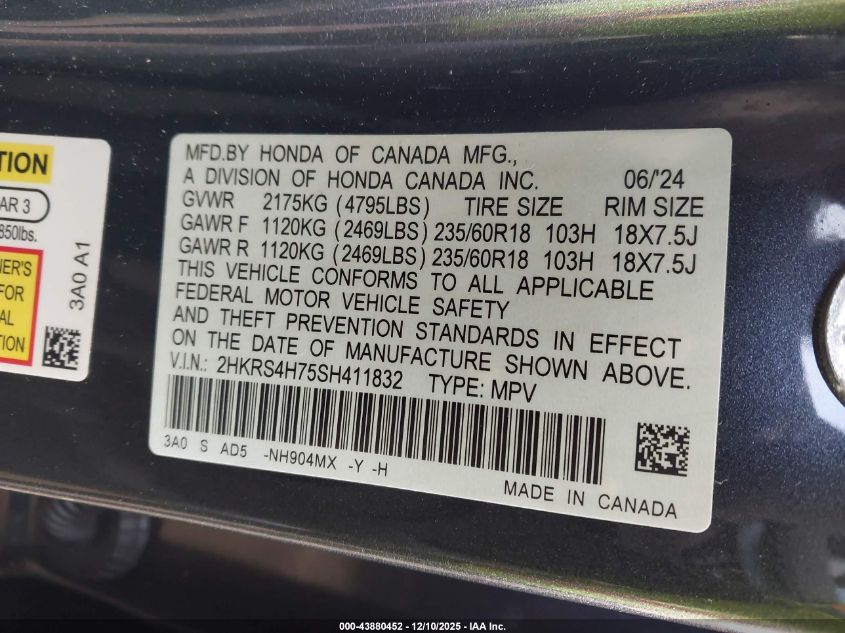 TION
AR 3
850lbs.
NER'S
FOR
AL
TION
3A0 A1
MFD.BY HONDA OF CANADA MFG.,
A DIVISION OF HONDA CANADA INC. 06/'24
GVWR 2175KG (4795LBS) TIRE SIZE RIM SIZE
GAWR F 1120KG (2469LBS) 235/60R18 103H 18X7.5J
GAWR R 1120KG (2469LBS) 235/60R18 103H 18X7.5J
THIS VEHICLE CONFORMS TO ALL APPLICABLE
FEDERAL MOTOR VEHICLE SAFETY
AND THEFT PREVENTION STANDARDS IN EFFECT
ON THE DATE OF MANUFACTURE SHOWN ABOVE.
V.I.N.: 2HKRS4H75SH411832 TYPE: MPV
3A0 S AD5 -NH904MX -Y -H
MADE IN CANADA
000-43880452 - 12/10/2025 - IAA Inc.